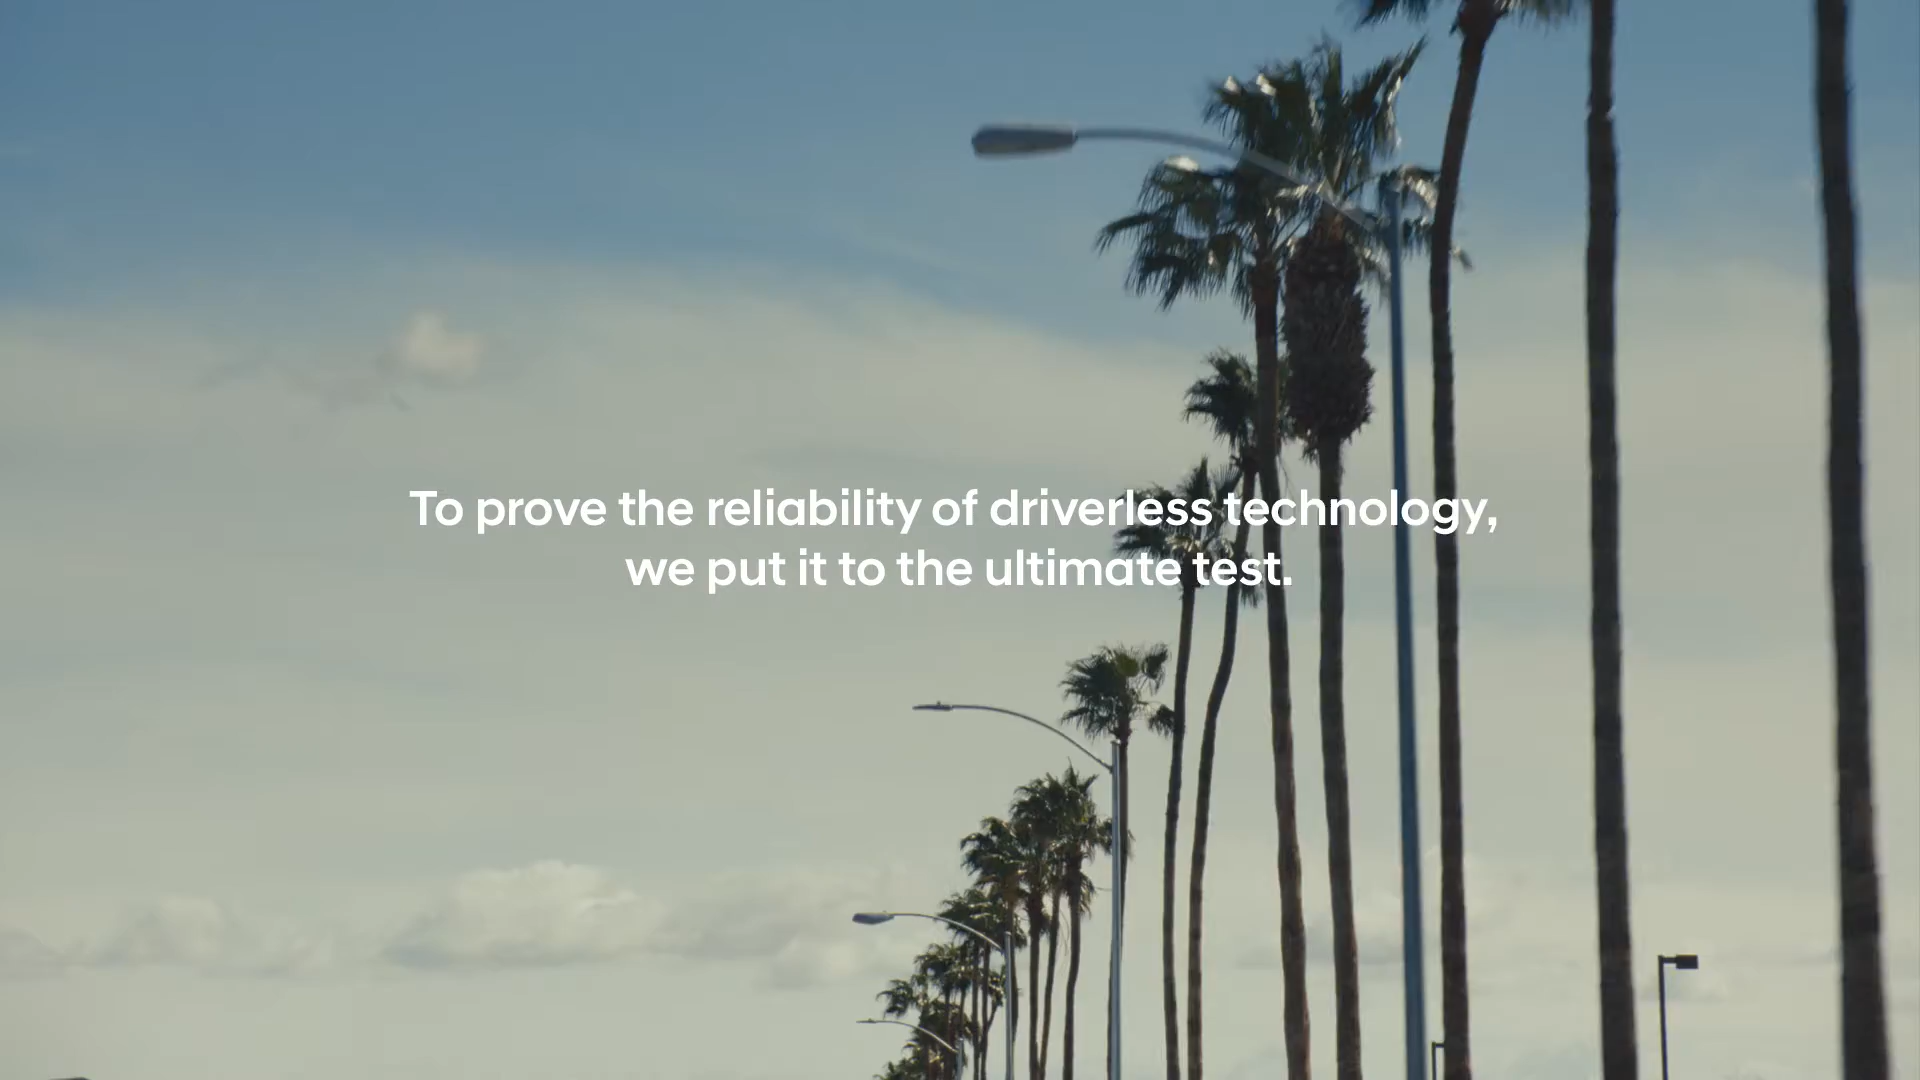 To prove the reliability of driverless technology,
we put it to the ultimate test.